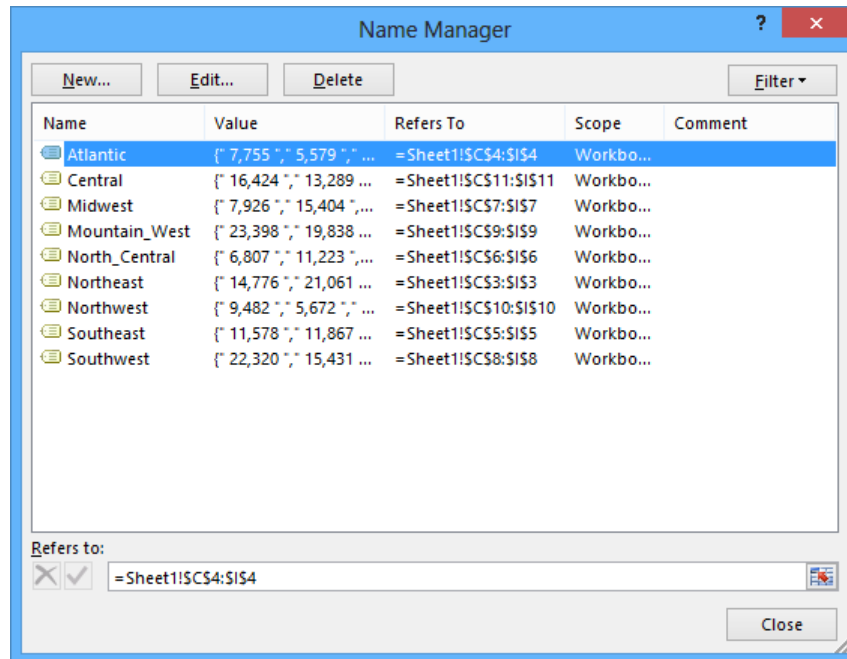 Name Manager ? ×
New... Edit... Delete Filter
Name Value Refers To Scope Comment
Atlantic {" 7,755 "," 5,579 "," ... =Sheet1!$C$4:$I$4 Workbo...
Central {" 16,424 "," 13,289 ... =Sheet1!$C$11:$I$11 Workbo...
Midwest {" 7,926 "," 15,404 ",... =Sheet1!$C$7:$I$7 Workbo...
Mountain_West {" 23,398 "," 19,838 ... =Sheet1!$C$9:$I$9 Workbo...
North_Central {" 6,807 "," 11,223 ",... =Sheet1!$C$6:$I$6 Workbo...
Northeast {" 14,776 "," 21,061 ... =Sheet1!$C$3:$I$3 Workbo...
Northwest {" 9,482 "," 5,672 "," ... =Sheet1!$C$10:$I$10 Workbo...
Southeast {" 11,578 "," 11,867 ... =Sheet1!$C$5:$I$5 Workbo...
Southwest {" 22,320 "," 15,431 ... =Sheet1!$C$8:$I$8 Workbo...
Refers to:
=Sheet1!$C$4:$I$4
Close